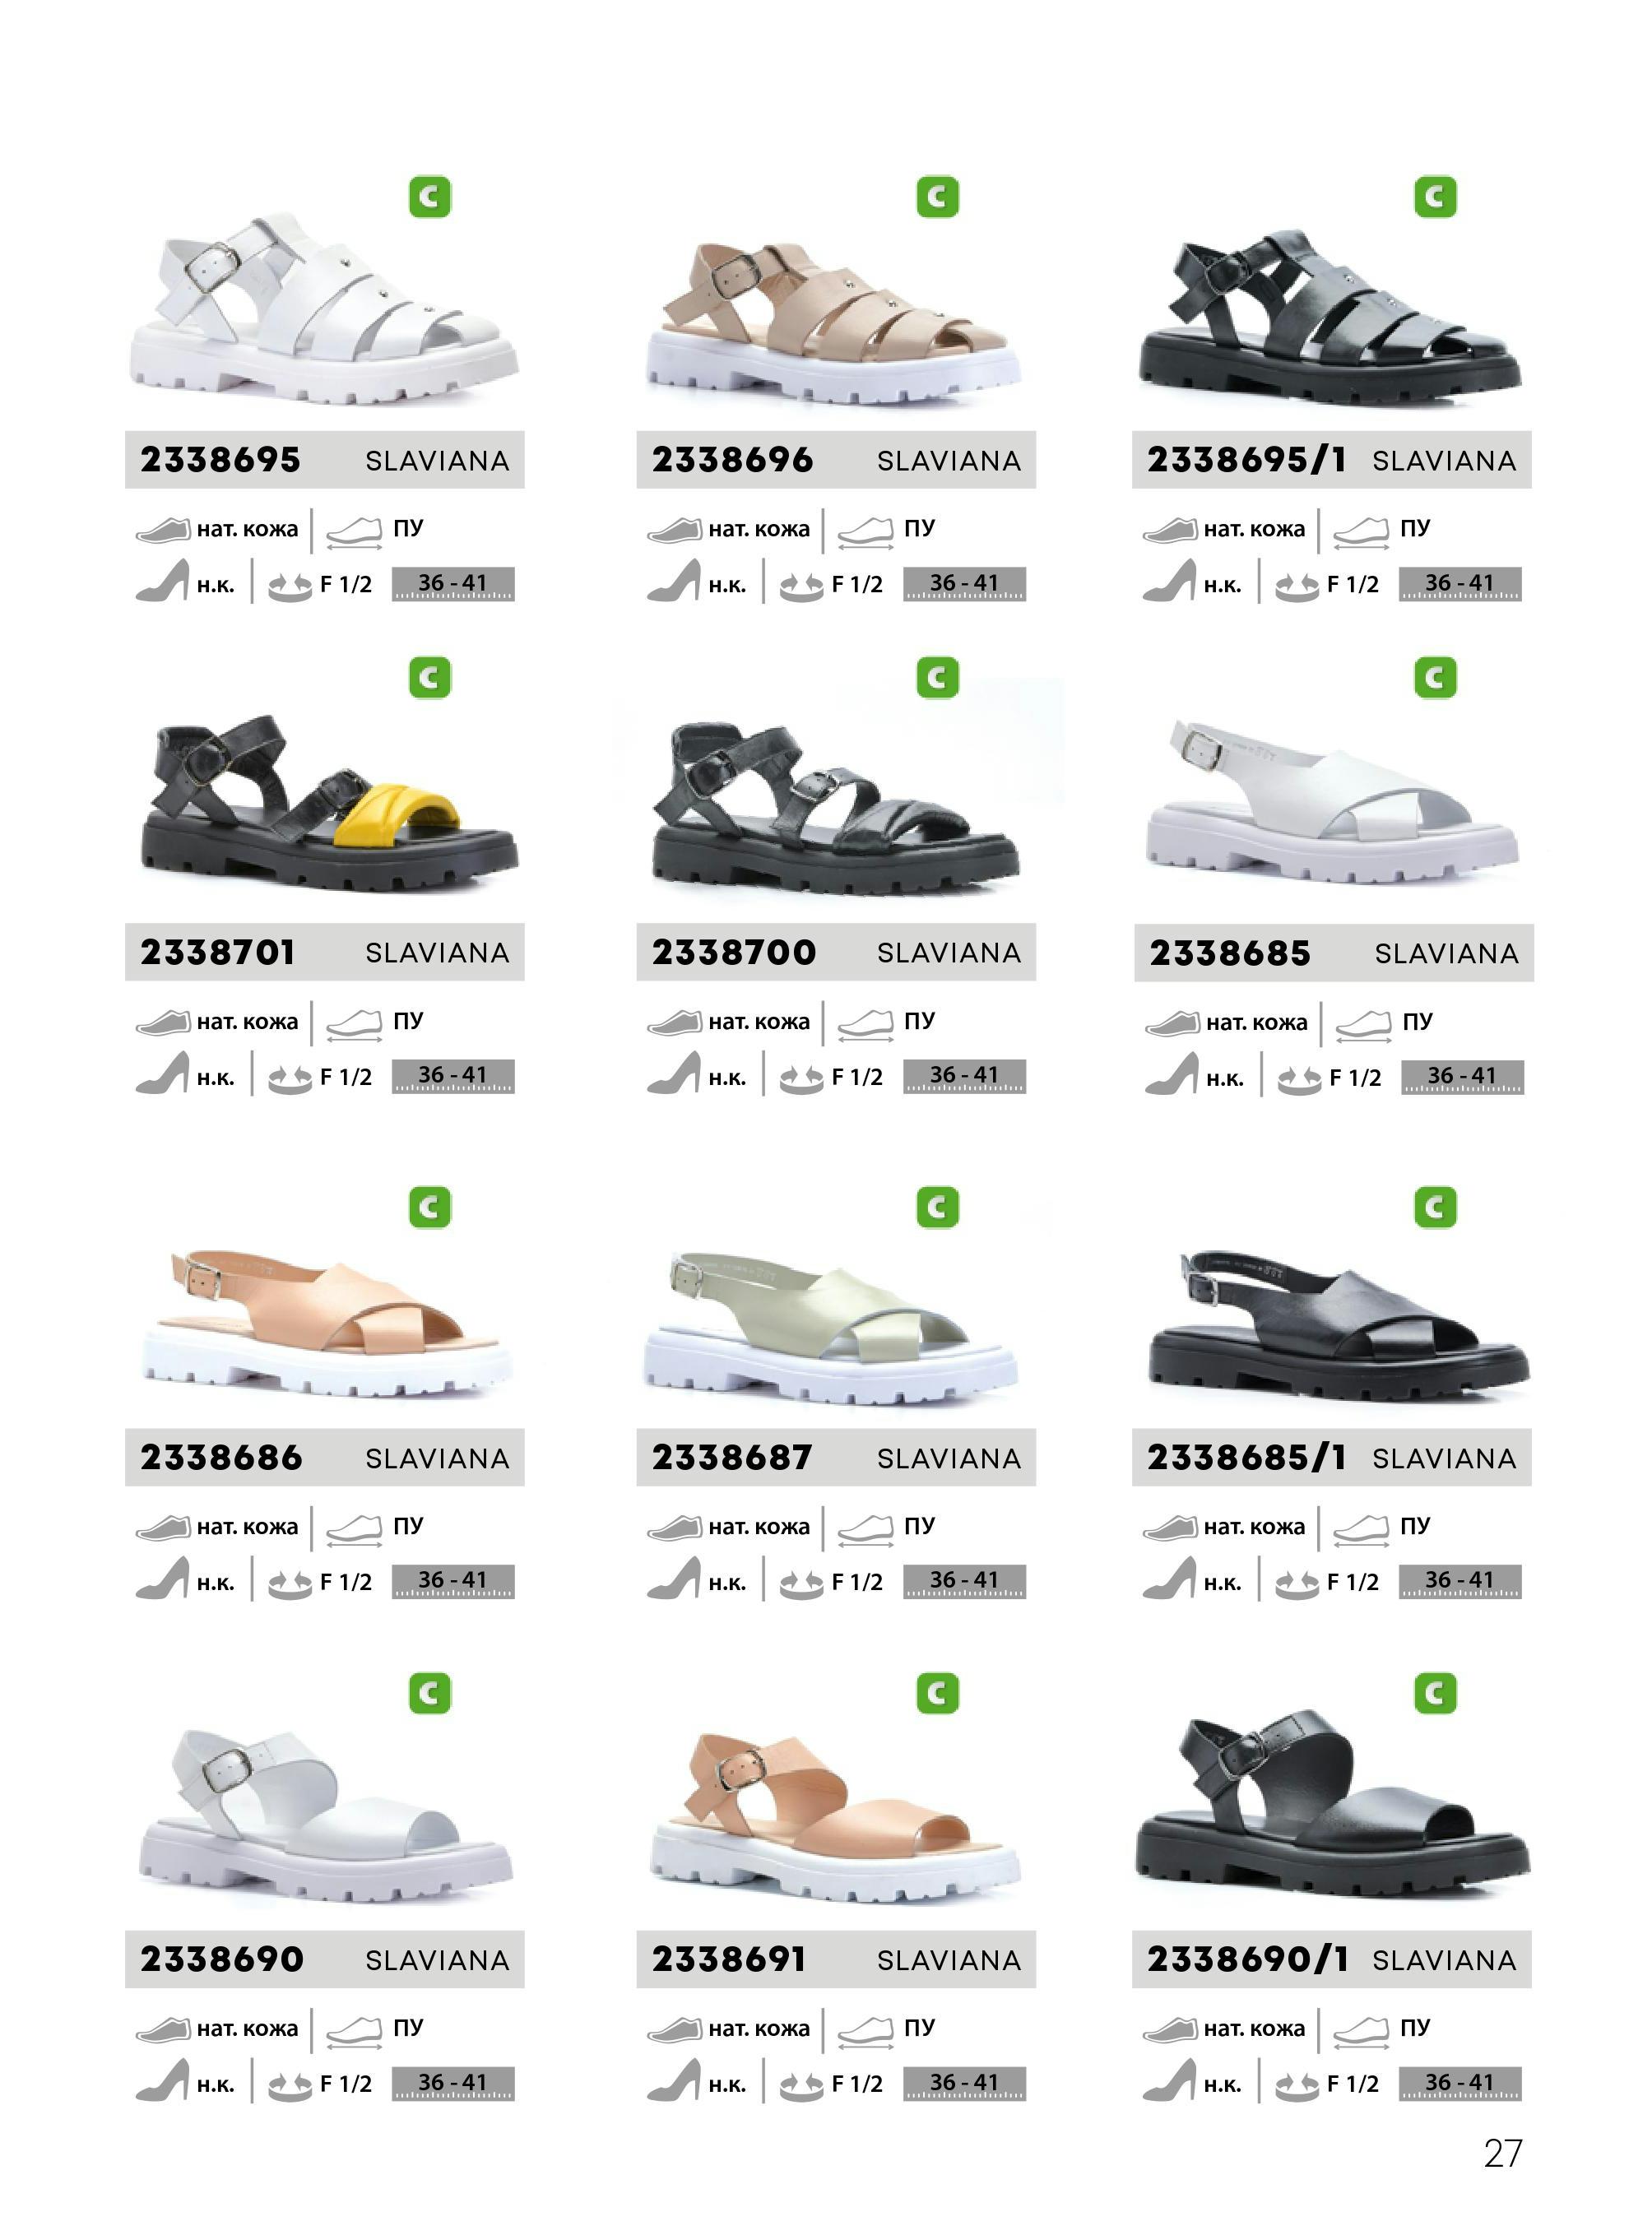 C C C
2338695 SLAVIANA 2338696 SLAVIANA 2338695/1 SLAVIANA
нат. кожа ПУ нат. кожа ПУ нат. кожа ПУ
н.к. F 1/2 36 - 41 н.к. F 1/2 36 - 41 н.к. F 1/2 36 - 41
C C C
2338701 SLAVIANA 2338700 SLAVIANA 2338685 SLAVIANA
нат. кожа ПУ нат. кожа ПУ нат. кожа ПУ
н.к. F 1/2 36 - 41 н.к. F 1/2 36 - 41 н.к. F 1/2 36 - 41
C C C
2338686 SLAVIANA 2338687 SLAVIANA 2338685/1 SLAVIANA
нат. кожа ПУ нат. кожа ПУ нат. кожа ПУ
н.к. F 1/2 36 - 41 н.к. F 1/2 36 - 41 н.к. F 1/2 36 - 41
C C C
2338690 SLAVIANA 2338691 SLAVIANA 2338690/1 SLAVIANA
нат. кожа ПУ нат. кожа ПУ нат. кожа ПУ
н.к. F 1/2 36 - 41 н.к. F 1/2 36 - 41 н.к. F 1/2 36 - 41
27